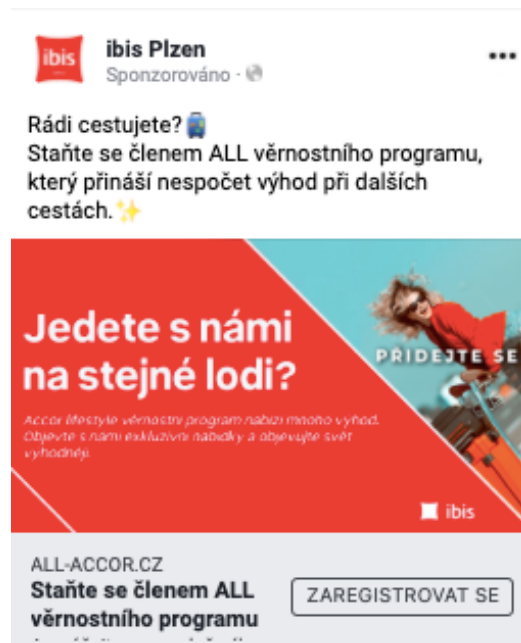 ibis
ibis Plzen
Sponzorováno
Rádi cestujete?
Staňte se členem ALL věrnostního programu,
který přináší nespočet výhod při dalších
cestách.
Jedete s námi
na stejné lodi?
PŘIDEJTE SE
Accor lifestyle věrnostní program nabízí mnoho výhod.
Objevte s námi exkluzivní nabídky a objevujte svět
výhodněji.
ibis
ALL-ACCOR.CZ
Staňte se členem ALL
věrnostního programu
ZAREGISTROVAT SE